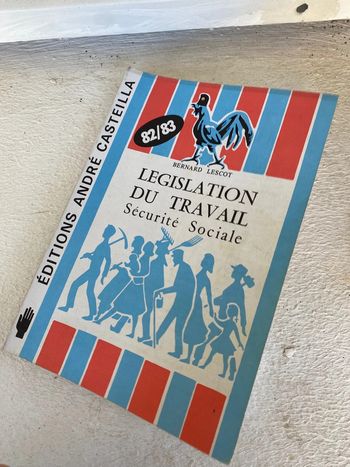 ÉDITIONS ANDRÉ CASTEILLA
82/83
BERNARD LESCOT
LEGISLATION
DU TRAVAIL
Sécurité Sociale